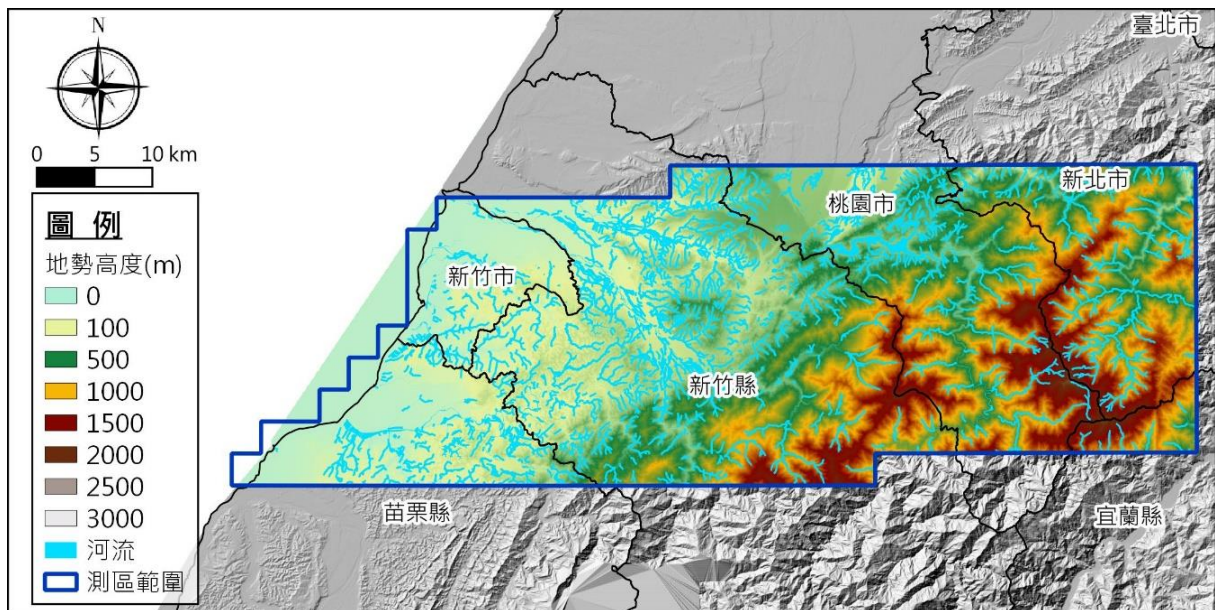 N
0 5 10 km
圖 例
地勢高度(m)
0
100
500
1000
1500
2000
2500
3000
河流
測區範圍
臺北市
新北市
桃園市
新竹市
新竹縣
苗栗縣
宜蘭縣